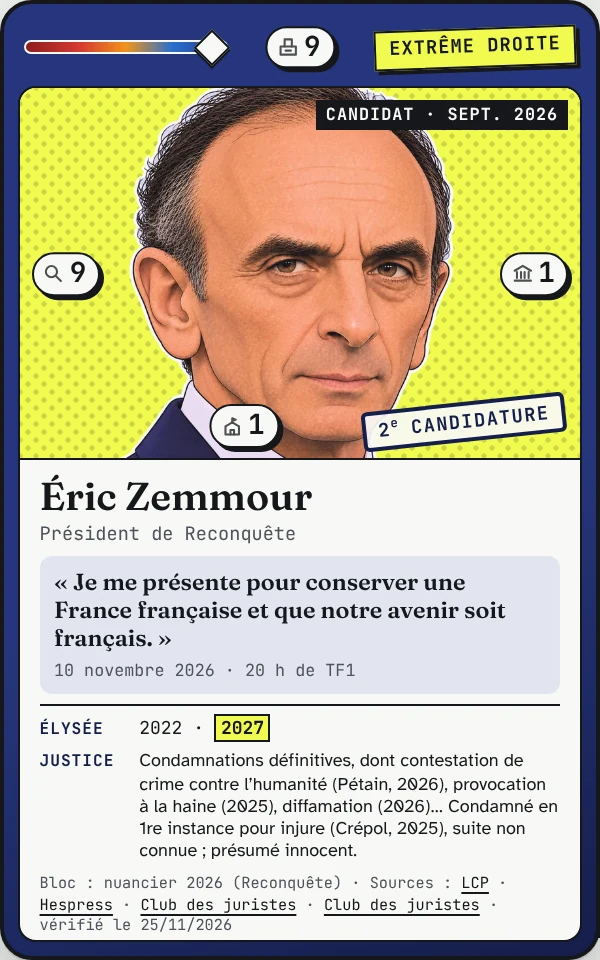 9
EXTRÊME DROITE
CANDIDAT · SEPT. 2026
9
1
1
2e CANDIDATURE
Éric Zemmour
Président de Reconquête
« Je me présente pour conserver une
France française et que notre avenir soit
français. »
10 novembre 2026 · 20 h de TF1
ÉLYSÉE 2022 · 2027
JUSTICE Condamnations définitives, dont contestation de
crime contre l’humanité (Pétain, 2026), provocation
à la haine (2025), diffamation (2026)… Condamné en
1re instance pour injure (Crépol, 2025), suite non
connue ; présumé innocent.
Bloc : nuancier 2026 (Reconquête) · Sources : LCP ·
Hespress · Club des juristes · Club des juristes ·
vérifié le 25/11/2026